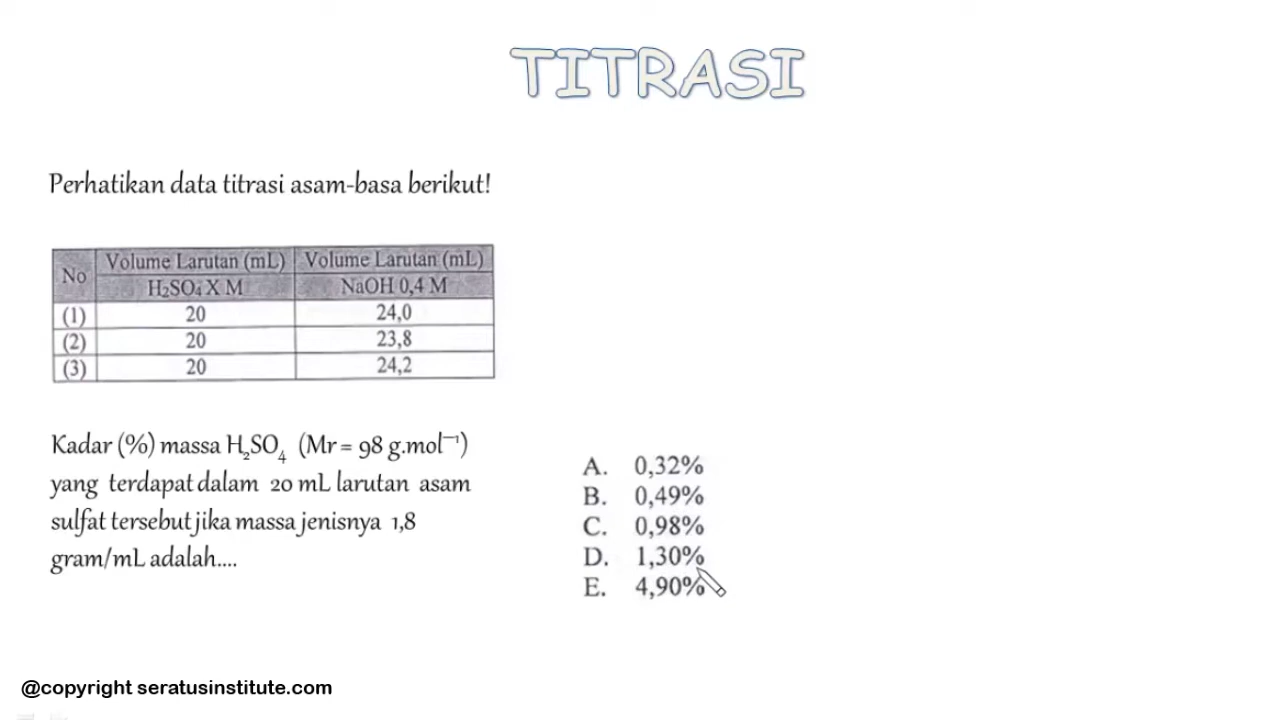 TITRASI
Perhatikan data titrasi asam-basa berikut!
No Volume Larutan (mL) Volume Larutan (mL)
H₂SO₄ X M NaOH 0,4 M
(1) 20 24,0
(2) 20 23,8
(3) 20 24,2
Kadar (%) massa H₂SO₄ (Mr = 98 g.mol⁻¹)
yang terdapat dalam 20 mL larutan asam
sulfat tersebut jika massa jenisnya 1,8
gram/mL adalah....
A. 0,32%
B. 0,49%
C. 0,98%
D. 1,30%
E. 4,90%
@copyright seratusinstitute.com